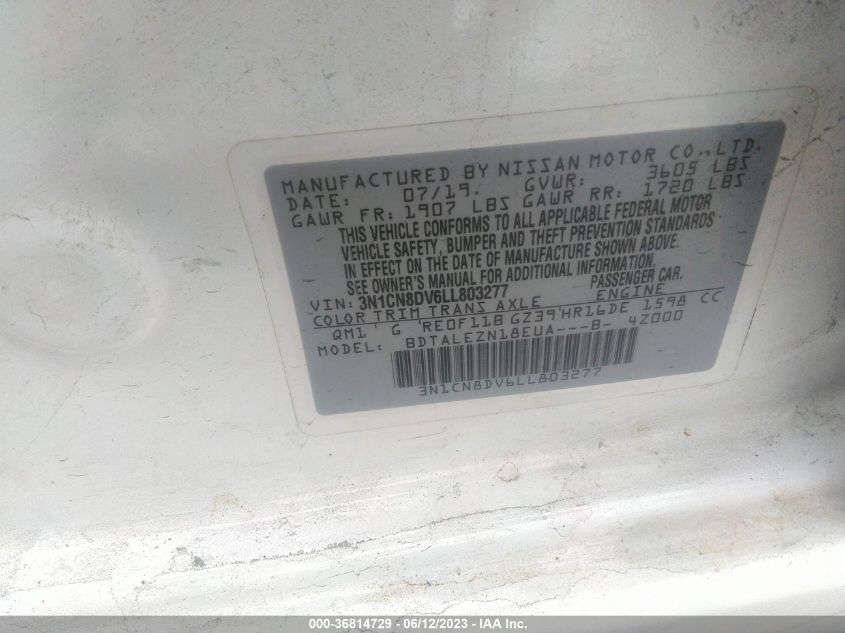 MANUFACTURED BY NISSAN MOTOR CO., LTD.
DATE: 07/19. GVWR: 3605 LBS
GAWR FR: 1907 LBS GAWR RR: 1720 LBS
THIS VEHICLE CONFORMS TO ALL APPLICABLE FEDERAL MOTOR
VEHICLE SAFETY, BUMPER AND THEFT PREVENTION STANDARDS
IN EFFECT ON THE DATE OF MANUFACTURE SHOWN ABOVE.
SEE OWNER'S MANUAL FOR ADDITIONAL INFORMATION.
VIN: 3N1CN8DV6LL803277 PASSENGER CAR.
COLOR TRIM TRANS AXLE ENGINE
QM1 ' G 'RE0F11B GZ39'HR16DE 1598 CC
MODEL: BDTALEZN18EUA---B- 4Z000
3N1CN8DV6LL803277
000-36814729 - 06/12/2023 - IAA, Inc.